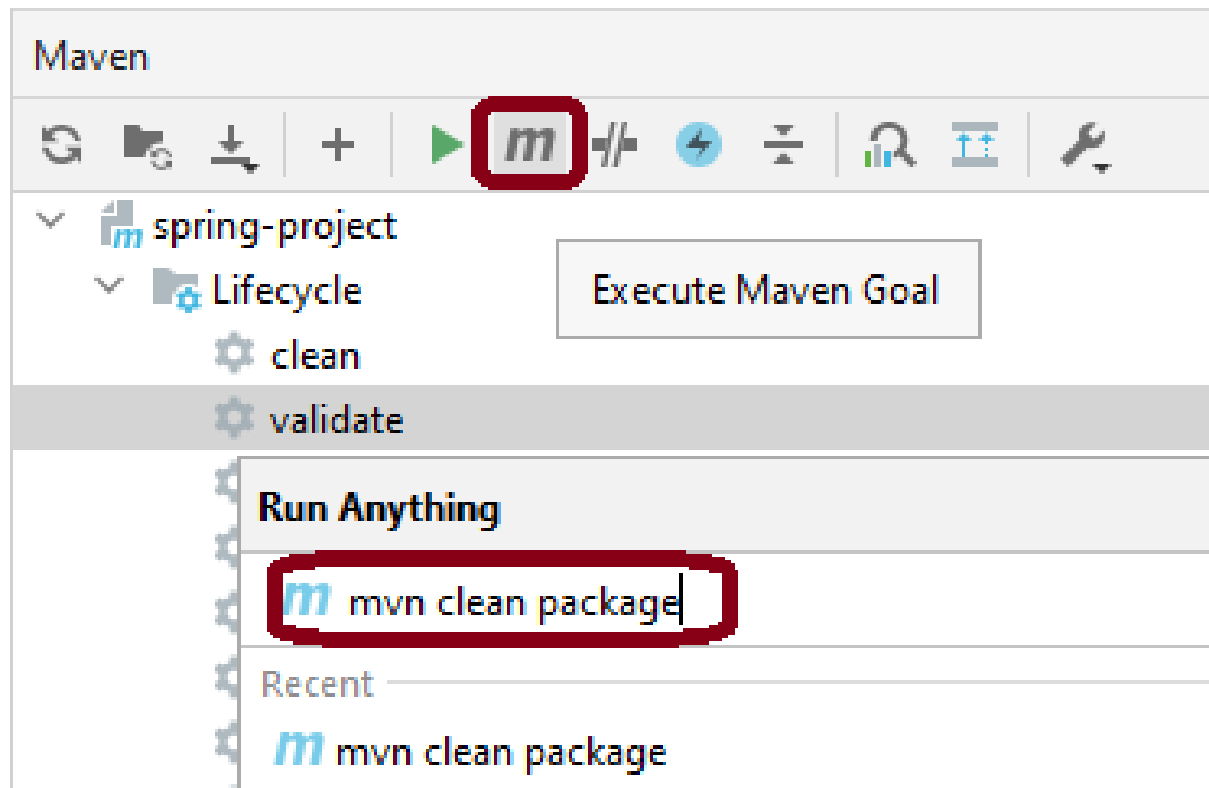 Maven
m
spring-project
Lifecycle
Execute Maven Goal
clean
validate
Run Anything
m mvn clean package
Recent
m mvn clean package